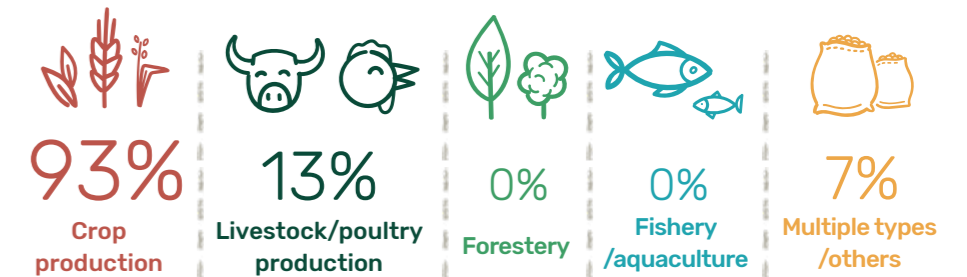 93%
Crop
production
13%
Livestock/poultry
production
0%
Forestery
0%
Fishery
/aquaculture
7%
Multiple types
/others